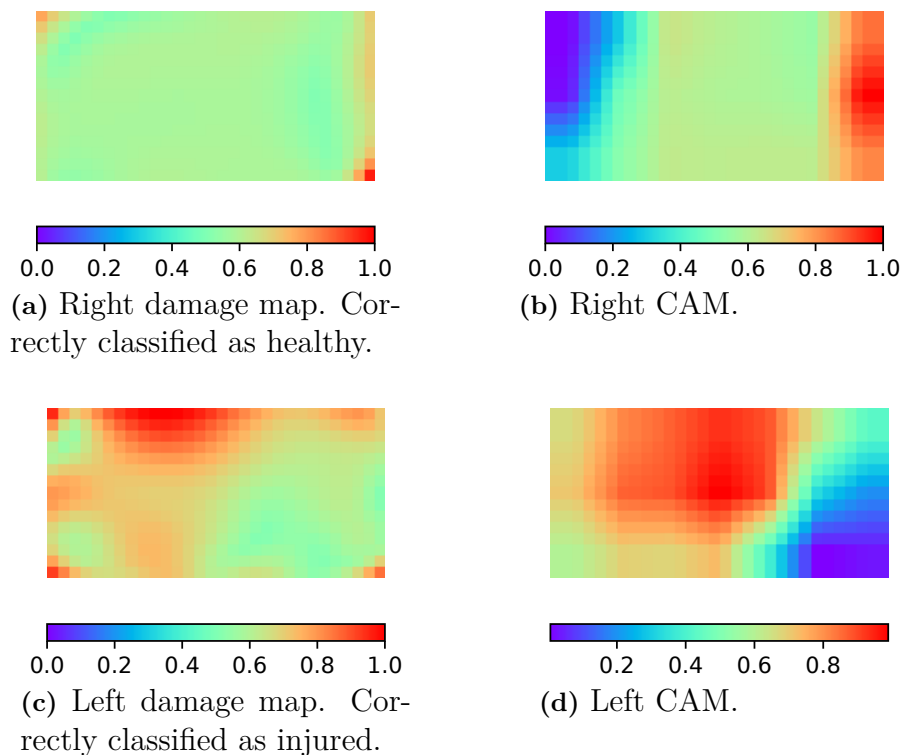 0.0 0.2 0.4 0.6 0.8 1.0
0.0 0.2 0.4 0.6 0.8 1.0
(a) Right damage map. Cor-
rectly classified as healthy.
(b) Right CAM.
0.0 0.2 0.4 0.6 0.8 1.0
0.2 0.4 0.6 0.8
(c) Left damage map. Cor-
rectly classified as injured.
(d) Left CAM.